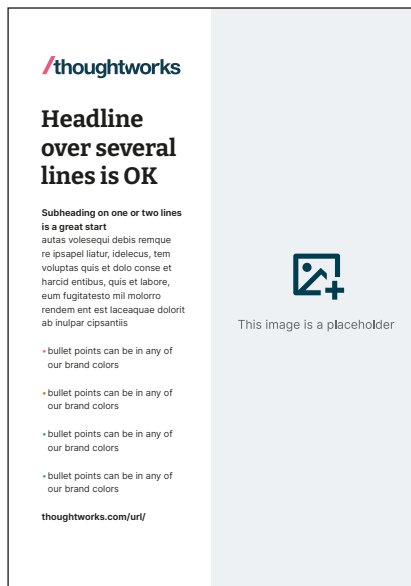 /thoughtworks
Headline
over several
lines is OK
Subheading on one or two lines
is a great start
autas volesequi debis remque
re ipsapel liatur, idelecus, tem
voluptas quis et dolo conse et
harcid entibus, quis et labore,
eum fugitatesto mil molorro
rendem ent est laceaquae dolorit
ab inulpar cipsantiis
• bullet points can be in any of
our brand colors
• bullet points can be in any of
our brand colors
• bullet points can be in any of
our brand colors
• bullet points can be in any of
our brand colors
thoughtworks.com/url/
This image is a placeholder